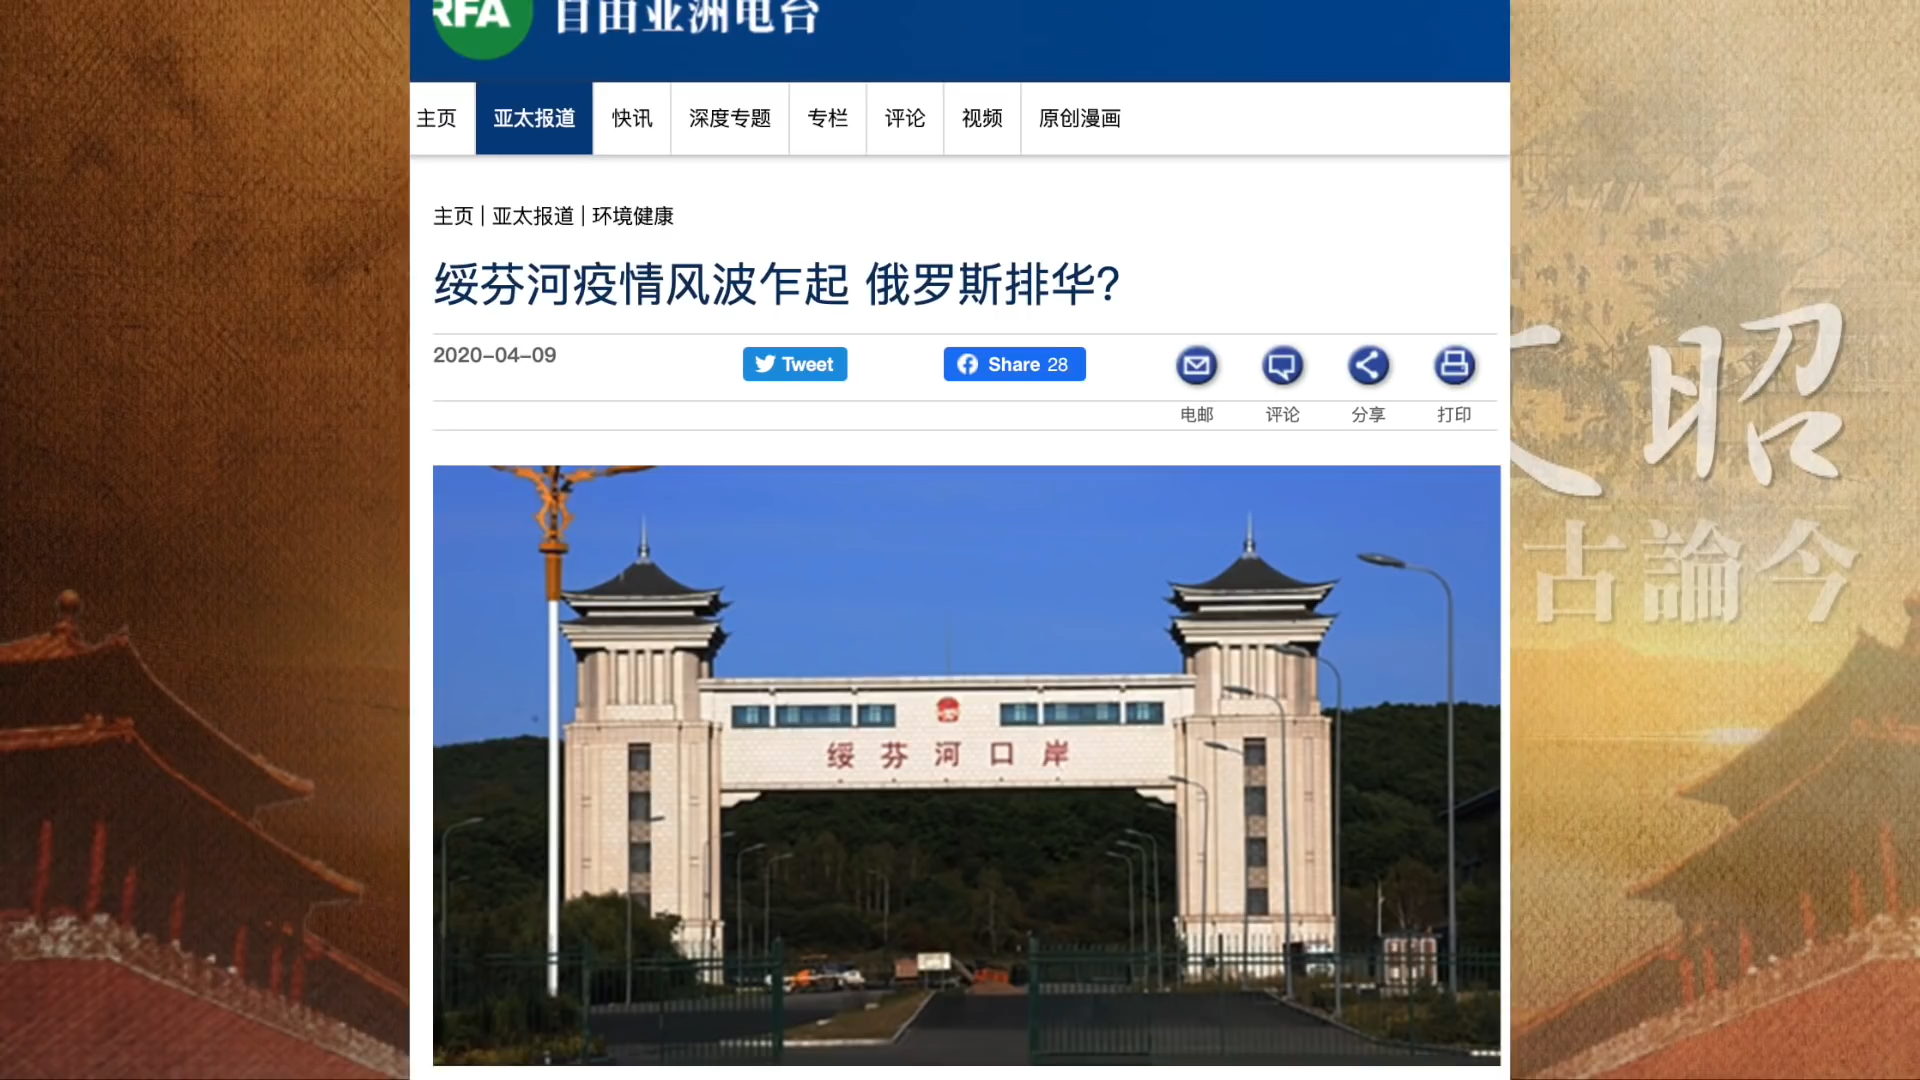 RFA 自由亚洲电台
主页 亚太报道 快讯 深度专题 专栏 评论 视频 原创漫画
主页 | 亚太报道 | 环境健康
绥芬河疫情风波乍起 俄罗斯排华?
2020-04-09
Tweet
Share 28
电邮 评论 分享 打印
绥芬河口岸
文昭
古論今